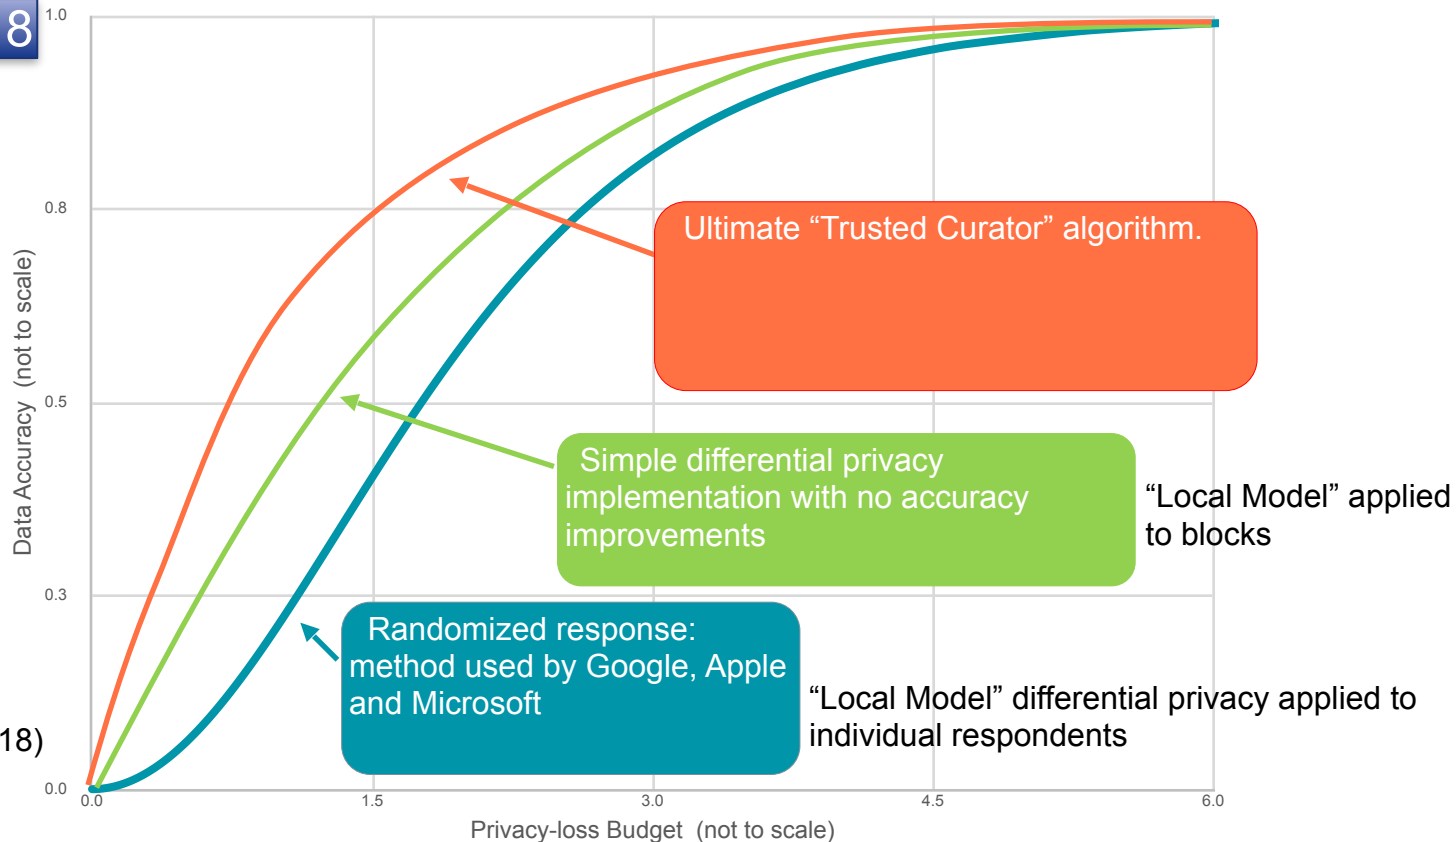 8
1.0
0.8
0.5
0.3
0.0
Data Accuracy (not to scale)
Ultimate “Trusted Curator” algorithm.
Simple differential privacy
implementation with no accuracy
improvements
“Local Model” applied
to blocks
Randomized response:
method used by Google, Apple
and Microsoft
“Local Model” differential privacy applied to
individual respondents
18)
0.0
1.5
3.0
4.5
6.0
Privacy-loss Budget (not to scale)